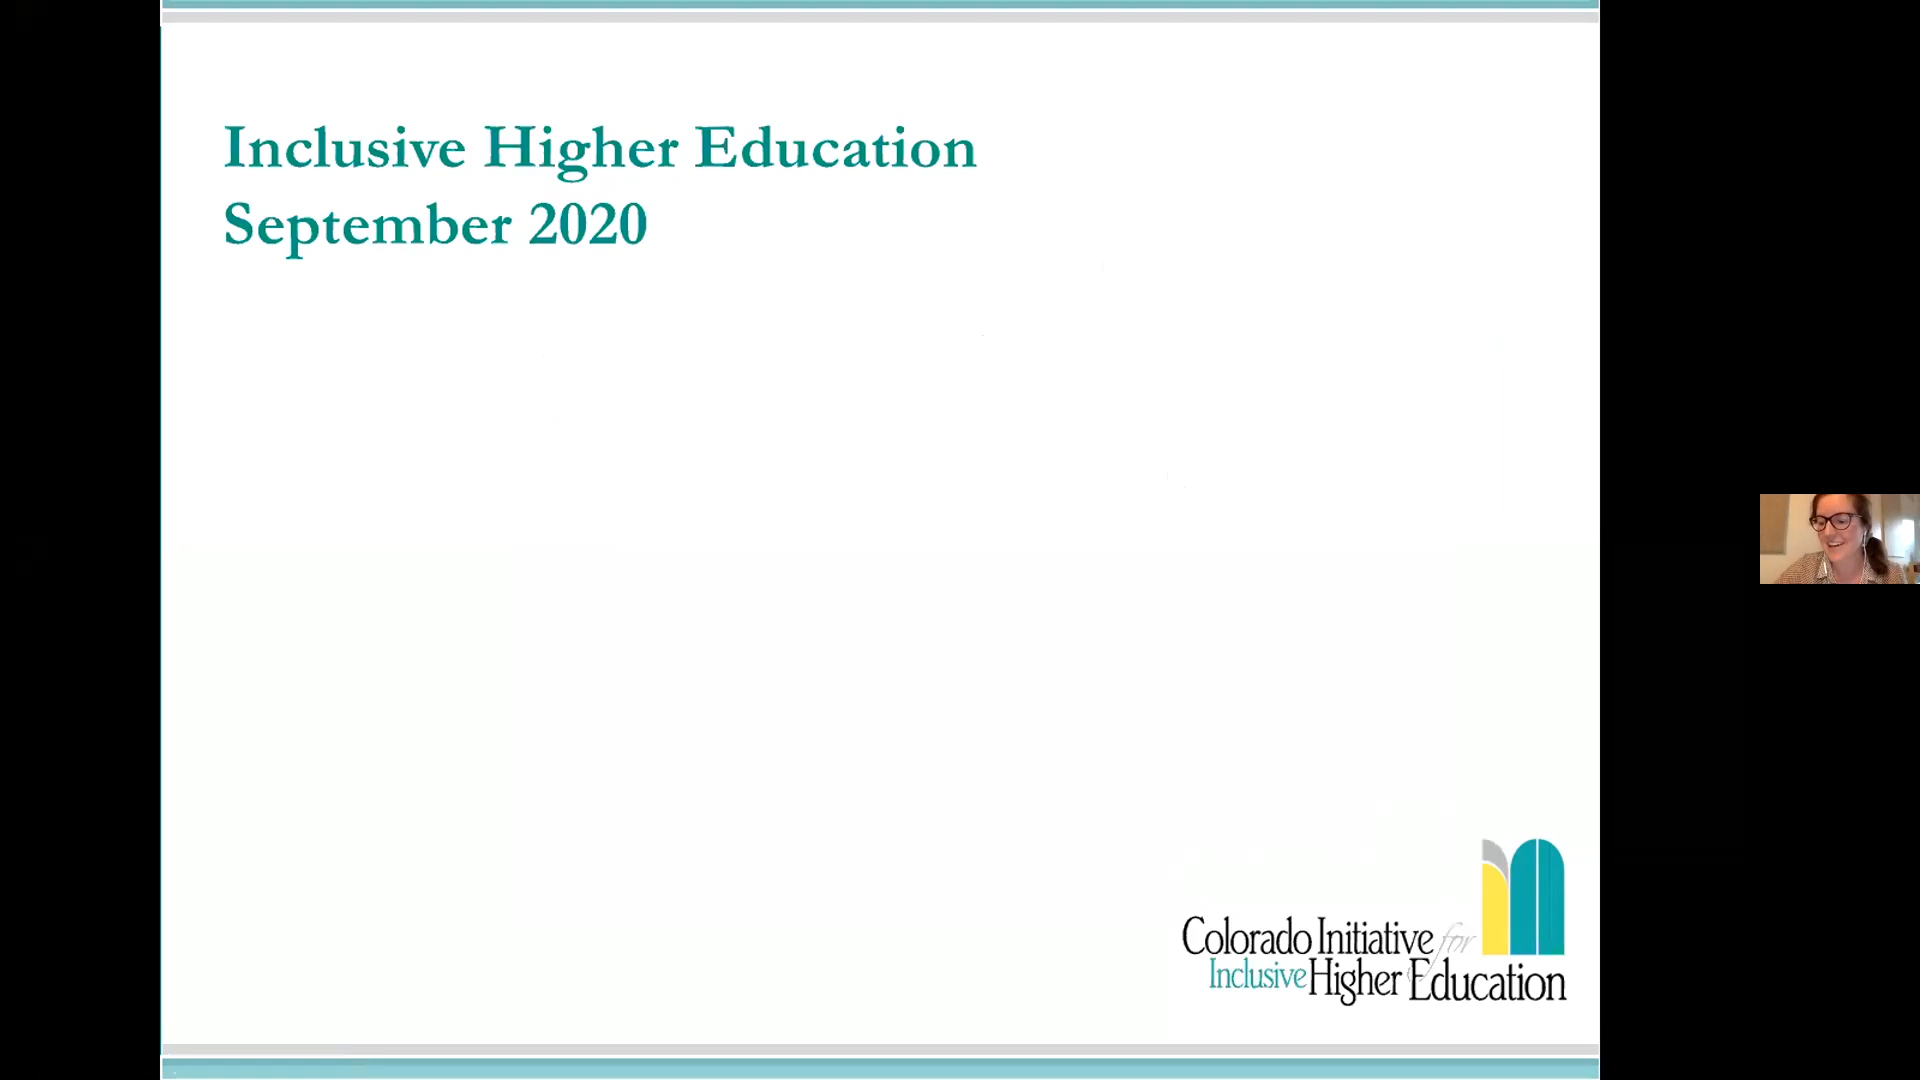 Inclusive Higher Education
September 2020
Colorado Initiative for
Inclusive Higher Education